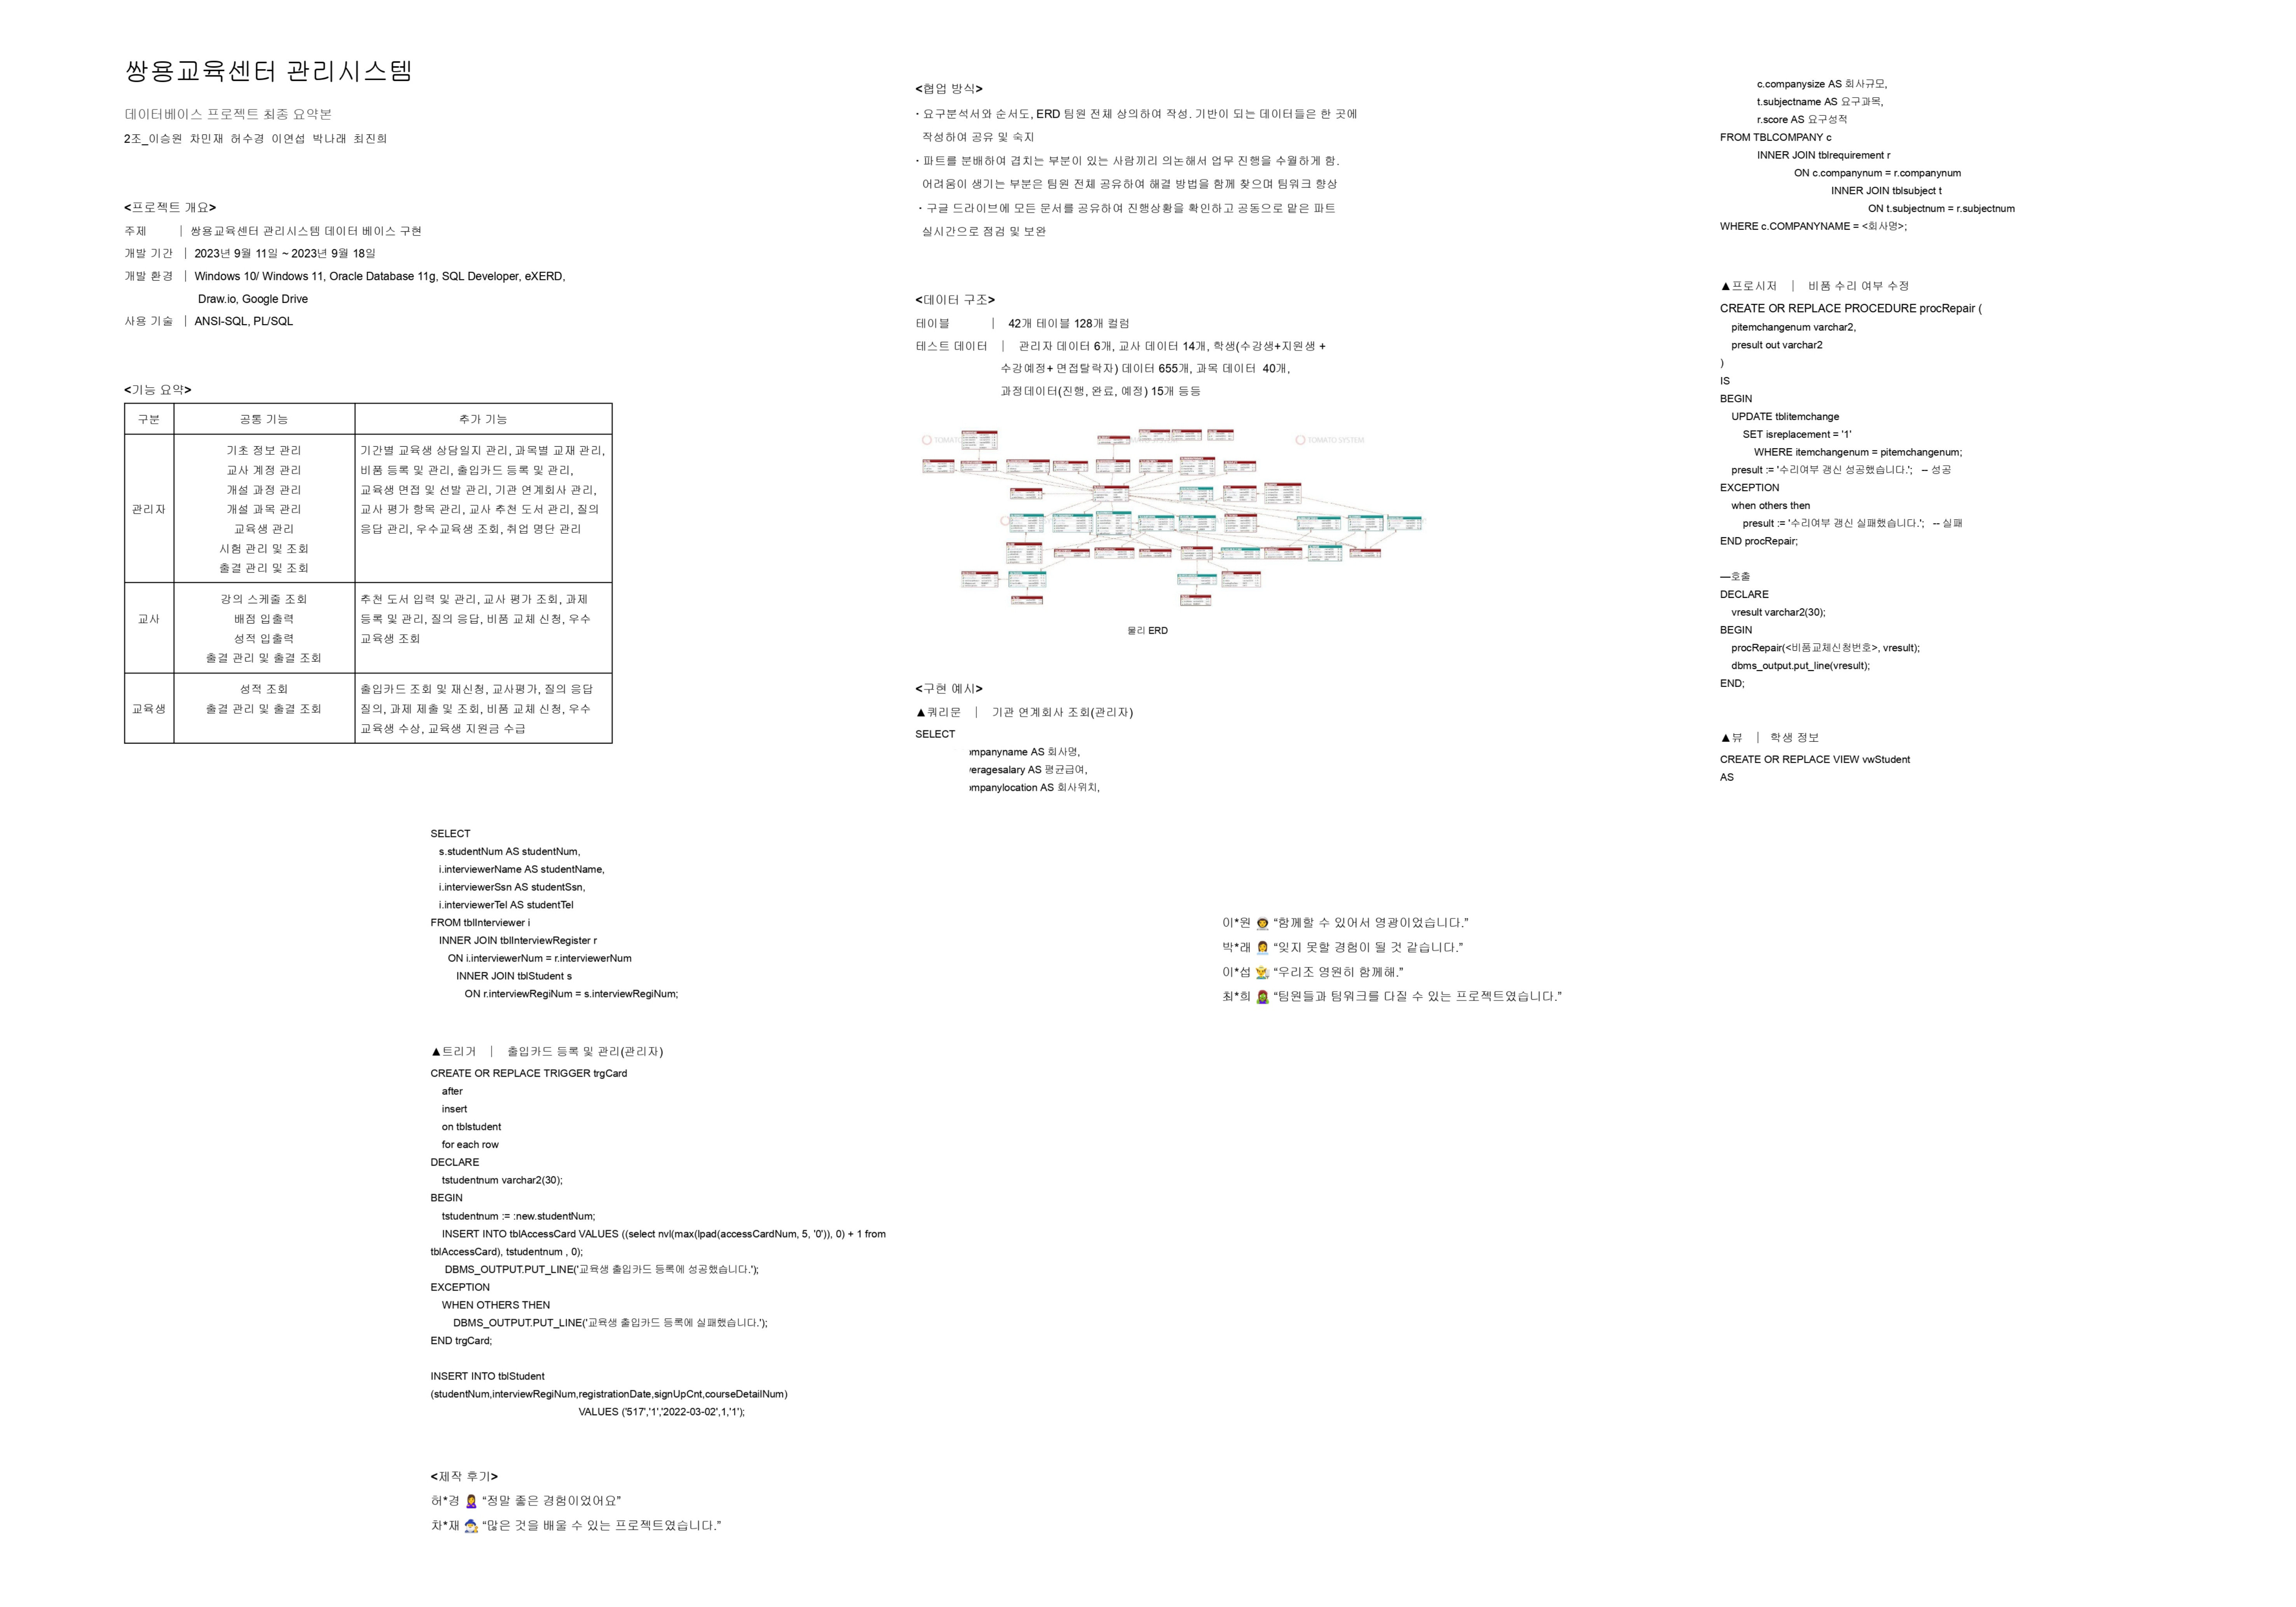 쌍용교육센터 관리시스템
데이터베이스 프로젝트 최종 요약본
2조_이승원 차민재 허수경 이연섭 박나래 최진희
<프로젝트 개요>
주제 | 쌍용교육센터 관리시스템 데이터 베이스 구현
개발 기간 | 2023년 9월 11일 ~ 2023년 9월 18일
개발 환경 | Windows 10/ Windows 11, Oracle Database 11g, SQL Developer, eXERD,
Draw.io, Google Drive
사용 기술 | ANSI-SQL, PL/SQL
<기능 요약>
구분 공통 기능 추가 기능
관리자
기초 정보 관리
교사 계정 관리
개설 과정 관리
개설 과목 관리
교육생 관리
시험 관리 및 조회
출결 관리 및 조회
기간별 교육생 상담일지 관리, 과목별 교재 관리,
비품 등록 및 관리, 출입카드 등록 및 관리,
교육생 면접 및 선발 관리, 기관 연계회사 관리,
교사 평가 항목 관리, 교사 추천 도서 관리, 질의
응답 관리, 우수교육생 조회, 취업 명단 관리
교사
강의 스케줄 조회
배점 입출력
성적 입출력
출결 관리 및 출결 조회
추천 도서 입력 및 관리, 교사 평가 조회, 과제
등록 및 관리, 질의 응답, 비품 교체 신청, 우수
교육생 조회
교육생
성적 조회
출결 관리 및 출결 조회
출입카드 조회 및 재신청, 교사평가, 질의 응답
질의, 과제 제출 및 조회, 비품 교체 신청, 우수
교육생 수상, 교육생 지원금 수급
<협업 방식>
· 요구분석서와 순서도, ERD 팀원 전체 상의하여 작성. 기반이 되는 데이터들은 한 곳에
작성하여 공유 및 숙지
· 파트를 분배하여 겹치는 부분이 있는 사람끼리 의논해서 업무 진행을 수월하게 함.
어려움이 생기는 부분은 팀원 전체 공유하여 해결 방법을 함께 찾으며 팀워크 향상
· 구글 드라이브에 모든 문서를 공유하여 진행상황을 확인하고 공동으로 맡은 파트
실시간으로 점검 및 보완
<데이터 구조>
테이블 | 42개 테이블 128개 컬럼
테스트 데이터 | 관리자 데이터 6개, 교사 데이터 14개, 학생(수강생+지원생 +
수강예정+ 면접탈락자) 데이터 655개, 과목 데이터 40개,
과정데이터(진행, 완료, 예정) 15개 등등
TOMATO SYSTEM
물리 ERD
<구현 예시>
▲쿼리문 | 기관 연계회사 조회(관리자)
SELECT
ompanyname AS 회사명,
veragesalary AS 평균급여,
ompanylocation AS 회사위치,
c.companysize AS 회사규모,
t.subjectname AS 요구과목,
r.score AS 요구성적
FROM TBLCOMPANY c
INNER JOIN tblrequirement r
ON c.companynum = r.companynum
INNER JOIN tblsubject t
ON t.subjectnum = r.subjectnum
WHERE c.COMPANYNAME = <회사명>;
▲프로시저 | 비품 수리 여부 수정
CREATE OR REPLACE PROCEDURE procRepair (
pitemchangenum varchar2,
presult out varchar2
)
IS
BEGIN
UPDATE tblitemchange
SET isreplacement = '1'
WHERE itemchangenum = pitemchangenum;
presult := '수리여부 갱신 성공했습니다.'; -- 성공
EXCEPTION
when others then
presult := '수리여부 갱신 실패했습니다.'; -- 실패
END procRepair;
—호출
DECLARE
vresult varchar2(30);
BEGIN
procRepair(<비품교체신청번호>, vresult);
dbms_output.put_line(vresult);
END;
▲뷰 | 학생 정보
CREATE OR REPLACE VIEW vwStudent
AS
SELECT
s.studentNum AS studentNum,
i.interviewerName AS studentName,
i.interviewerSsn AS studentSsn,
i.interviewerTel AS studentTel
FROM tblInterviewer i
INNER JOIN tblInterviewRegister r
ON i.interviewerNum = r.interviewerNum
INNER JOIN tblStudent s
ON r.interviewRegiNum = s.interviewRegiNum;
▲트리거 | 출입카드 등록 및 관리(관리자)
CREATE OR REPLACE TRIGGER trgCard
after
insert
on tblstudent
for each row
DECLARE
tstudentnum varchar2(30);
BEGIN
tstudentnum := :new.studentNum;
INSERT INTO tblAccessCard VALUES ((select nvl(max(lpad(accessCardNum, 5, '0')), 0) + 1 from
tblAccessCard), tstudentnum , 0);
DBMS_OUTPUT.PUT_LINE('교육생 출입카드 등록에 성공했습니다.');
EXCEPTION
WHEN OTHERS THEN
DBMS_OUTPUT.PUT_LINE('교육생 출입카드 등록에 실패했습니다.');
END trgCard;
INSERT INTO tblStudent
(studentNum,interviewRegiNum,registrationDate,signUpCnt,courseDetailNum)
VALUES ('517','1','2022-03-02',1,'1');
<제작 후기>
허*경 “정말 좋은 경험이었어요”
차*재 “많은 것을 배울 수 있는 프로젝트였습니다.”
이*원 “함께할 수 있어서 영광이었습니다.”
박*래 “잊지 못할 경험이 될 것 같습니다.”
이*섭 “우리조 영원히 함께해.”
최*희 “팀원들과 팀워크를 다질 수 있는 프로젝트였습니다.”